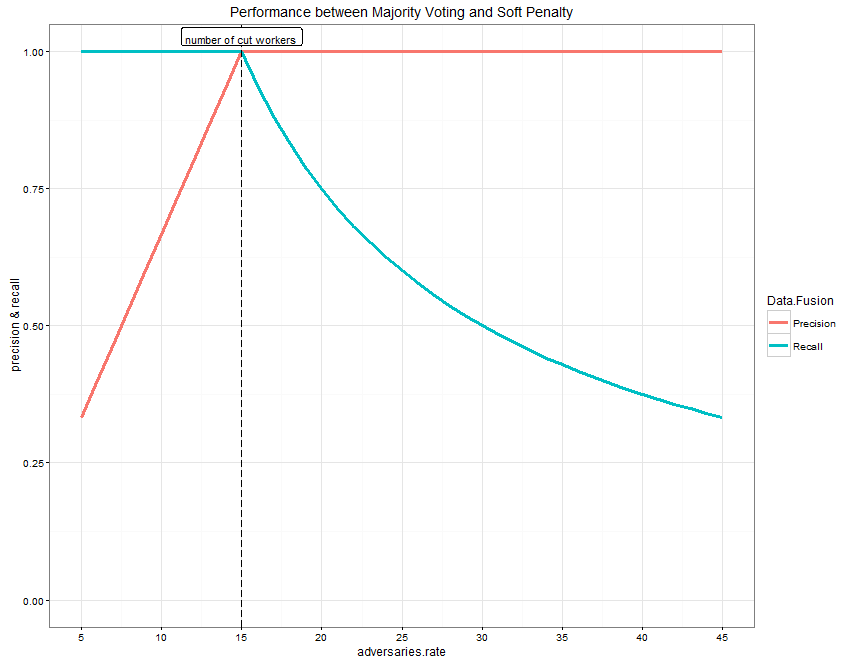 Performance between Majority Voting and Soft Penalty
number of cut workers
1.00
0.75
0.50
0.25
0.00
precision & recall
5 10 15 20 25 30 35 40 45
adversaries.rate
Data.Fusion
Precision
Recall